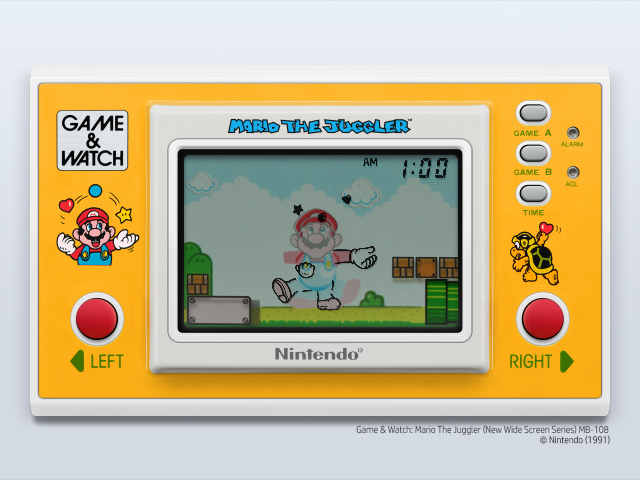 GAME
&
WATCH
MARIO THE JUGGLER™
AM 1:00
GAME A
ALARM
GAME B
ACL
TIME
LEFT
Nintendo®
RIGHT
Game & Watch: Mario The Juggler (New Wide Screen Series) MB-108
© Nintendo (1991)